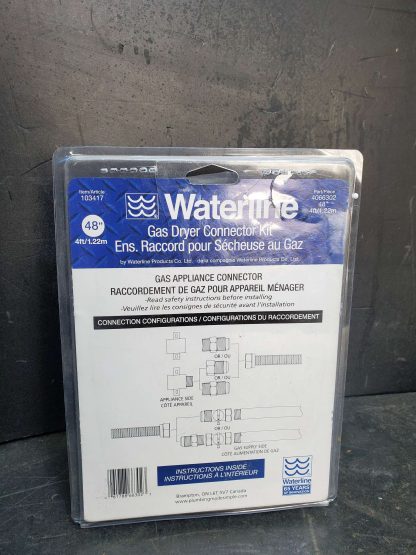 Item/Article
103417
48"
4ft/1.22m
Waterline
Part/Pièce
4066302
48"
4ft/1.22m
Gas Dryer Connector Kit
Ens. Raccord pour Sécheuse au Gaz
by Waterline Products Co. Ltd. de la compagnie Waterline Products Co. Ltd.
GAS APPLIANCE CONNECTOR
RACCORDEMENT DE GAZ POUR APPAREIL MÉNAGER
-Read safety instructions before installing
-Veuillez lire les consignes de sécurité avant l'installation
CONNECTION CONFIGURATIONS / CONFIGURATIONS DU RACCORDEMENT
OR / OU
OR / OU
APPLIANCE SIDE
CÔTÉ APPAREIL
OR / OU
GAS SUPPLY SIDE
CÔTÉ ALIMENTATION DE GAZ
INSTRUCTIONS INSIDE
INSTRUCTIONS À L'INTÉRIEUR
Brampton, ON L6T 5V7 Canada
www.plumbingmadesimple.com
Waterline
65 YEARS